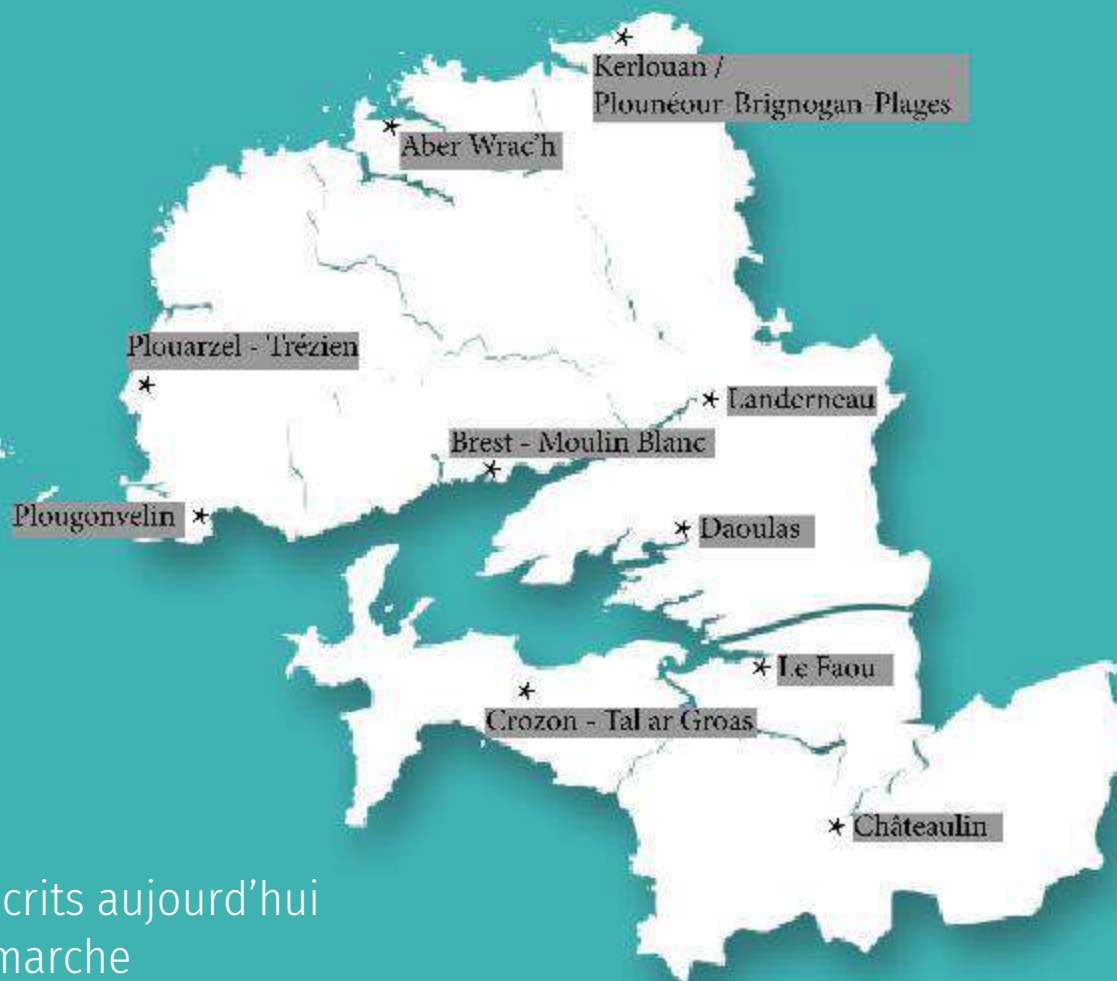 Kerlouan /
Plounéour-Brignogan-Plages
Aber Wrac'h
Plouarzel - Trézien
Landerneau
Brest - Moulin Blanc
Plougonvelin
Daoulas
Le Faou
Crozon - Tal ar Groas
Châteaulin
crits aujourd’hui
marche